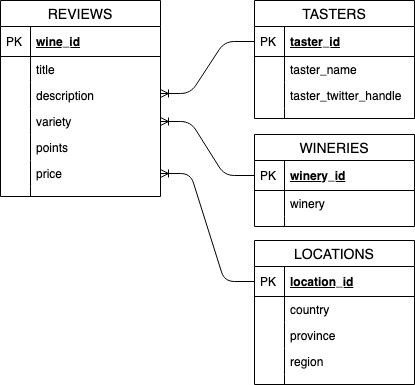 REVIEWS
PK wine_id
title
description
variety
points
price
TASTERS
PK taster_id
taster_name
taster_twitter_handle
WINERIES
PK winery_id
winery
LOCATIONS
PK location_id
country
province
region